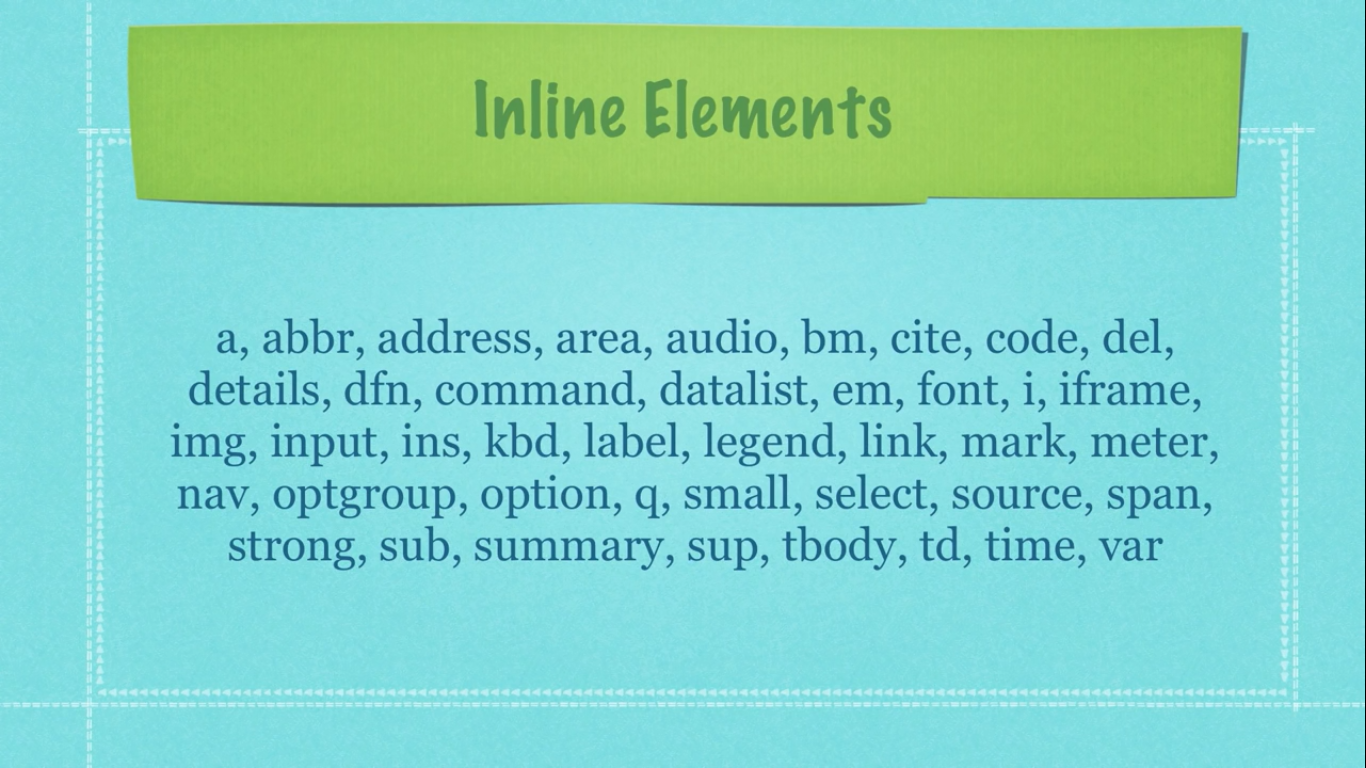 Inline Elements
a, abbr, address, area, audio, bm, cite, code, del,
details, dfn, command, datalist, em, font, i, iframe,
img, input, ins, kbd, label, legend, link, mark, meter,
nav, optgroup, option, q, small, select, source, span,
strong, sub, summary, sup, tbody, td, time, var